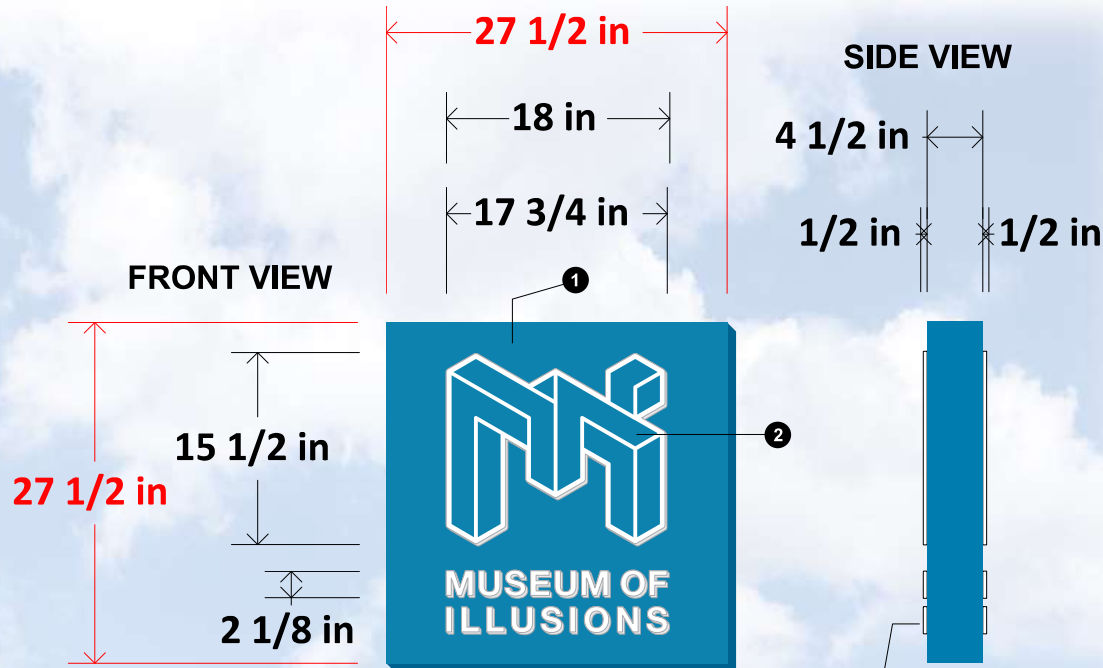 27 1/2 in
SIDE VIEW
18 in
4 1/2 in
17 3/4 in
1/2 in
1/2 in
FRONT VIEW
1
15 1/2 in
2
27 1/2 in
MUSEUM OF
ILLUSIONS
2 1/8 in